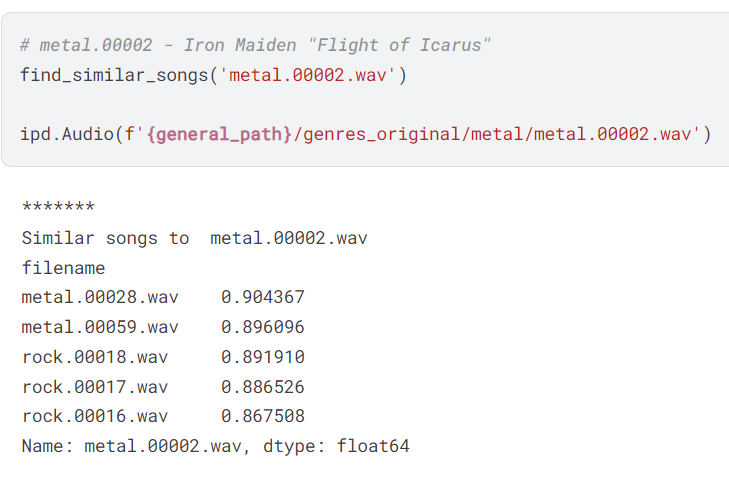 # metal.00002 - Iron Maiden "Flight of Icarus"
find_similar_songs('metal.00002.wav')
ipd.Audio(f'{general_path}/genres_original/metal/metal.00002.wav')
*******
Similar songs to  metal.00002.wav
filename
metal.00028.wav    0.904367
metal.00059.wav    0.896096
rock.00018.wav     0.891910
rock.00017.wav     0.886526
rock.00016.wav     0.867508
Name: metal.00002.wav, dtype: float64